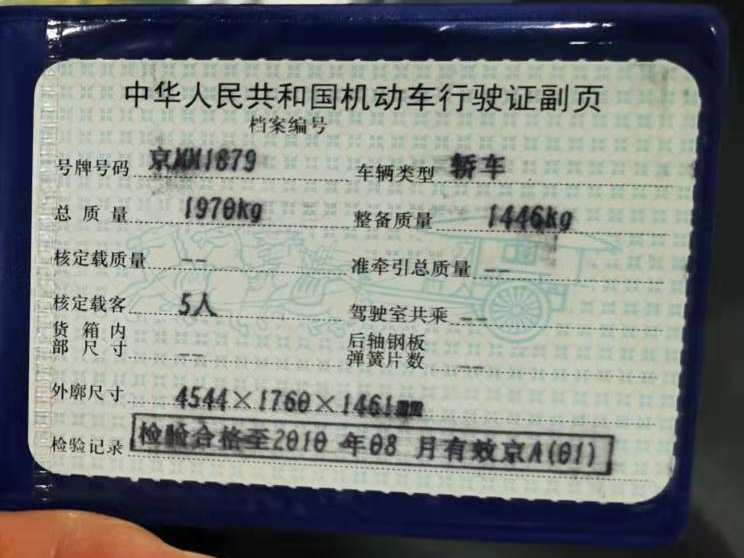 中华人民共和国机动车行驶证副页
档案编号
号牌号码 京MM1879 车辆类型 轿车
总质量 1970kg 整备质量 1446kg
核定载质量 -- 准牵引总质量 --
核定载客 5人 驾驶室共乘 --
货箱内部尺寸 -- 后轴钢板弹簧片数 --
外廓尺寸 4544×1760×1461mm
检验记录 检验合格至2010年08月有效京A(01)